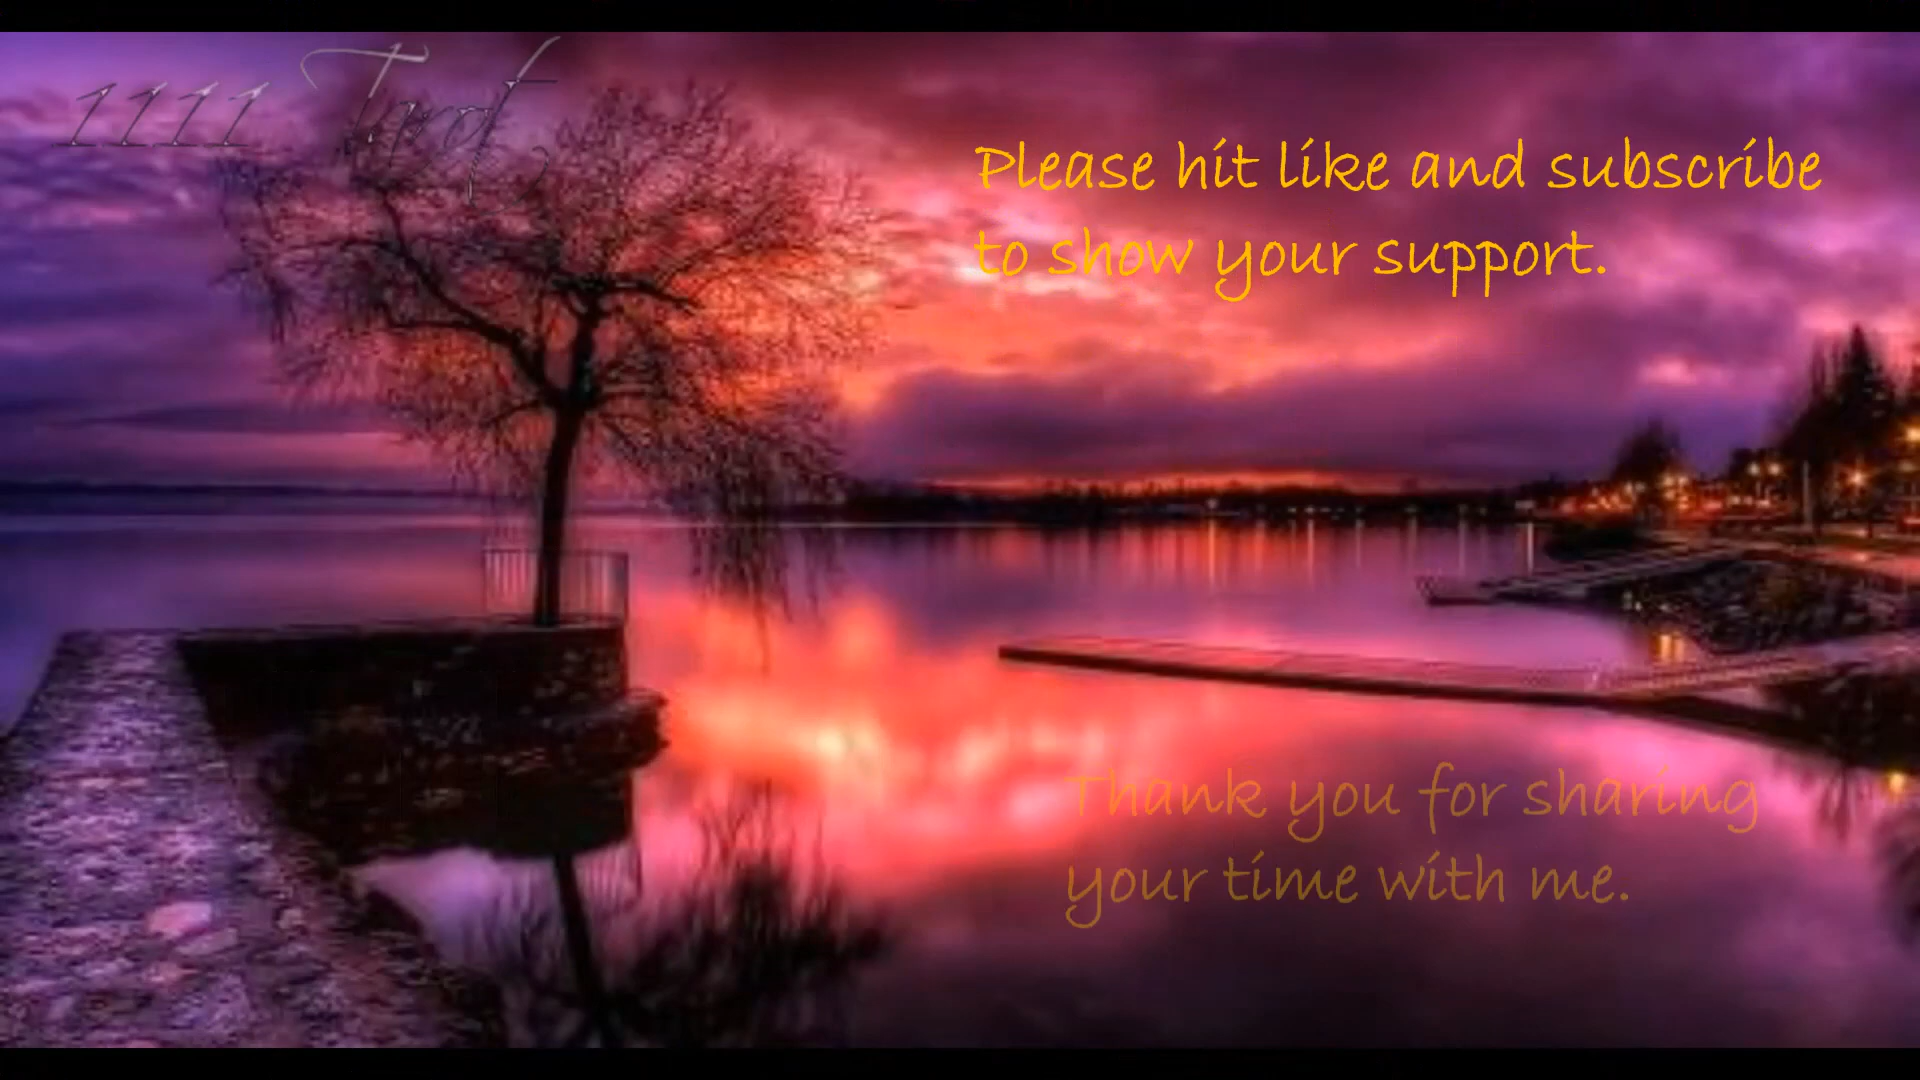 1111 Tarot
Please hit like and subscribe
to show your support.
Thank you for sharing
your time with me.